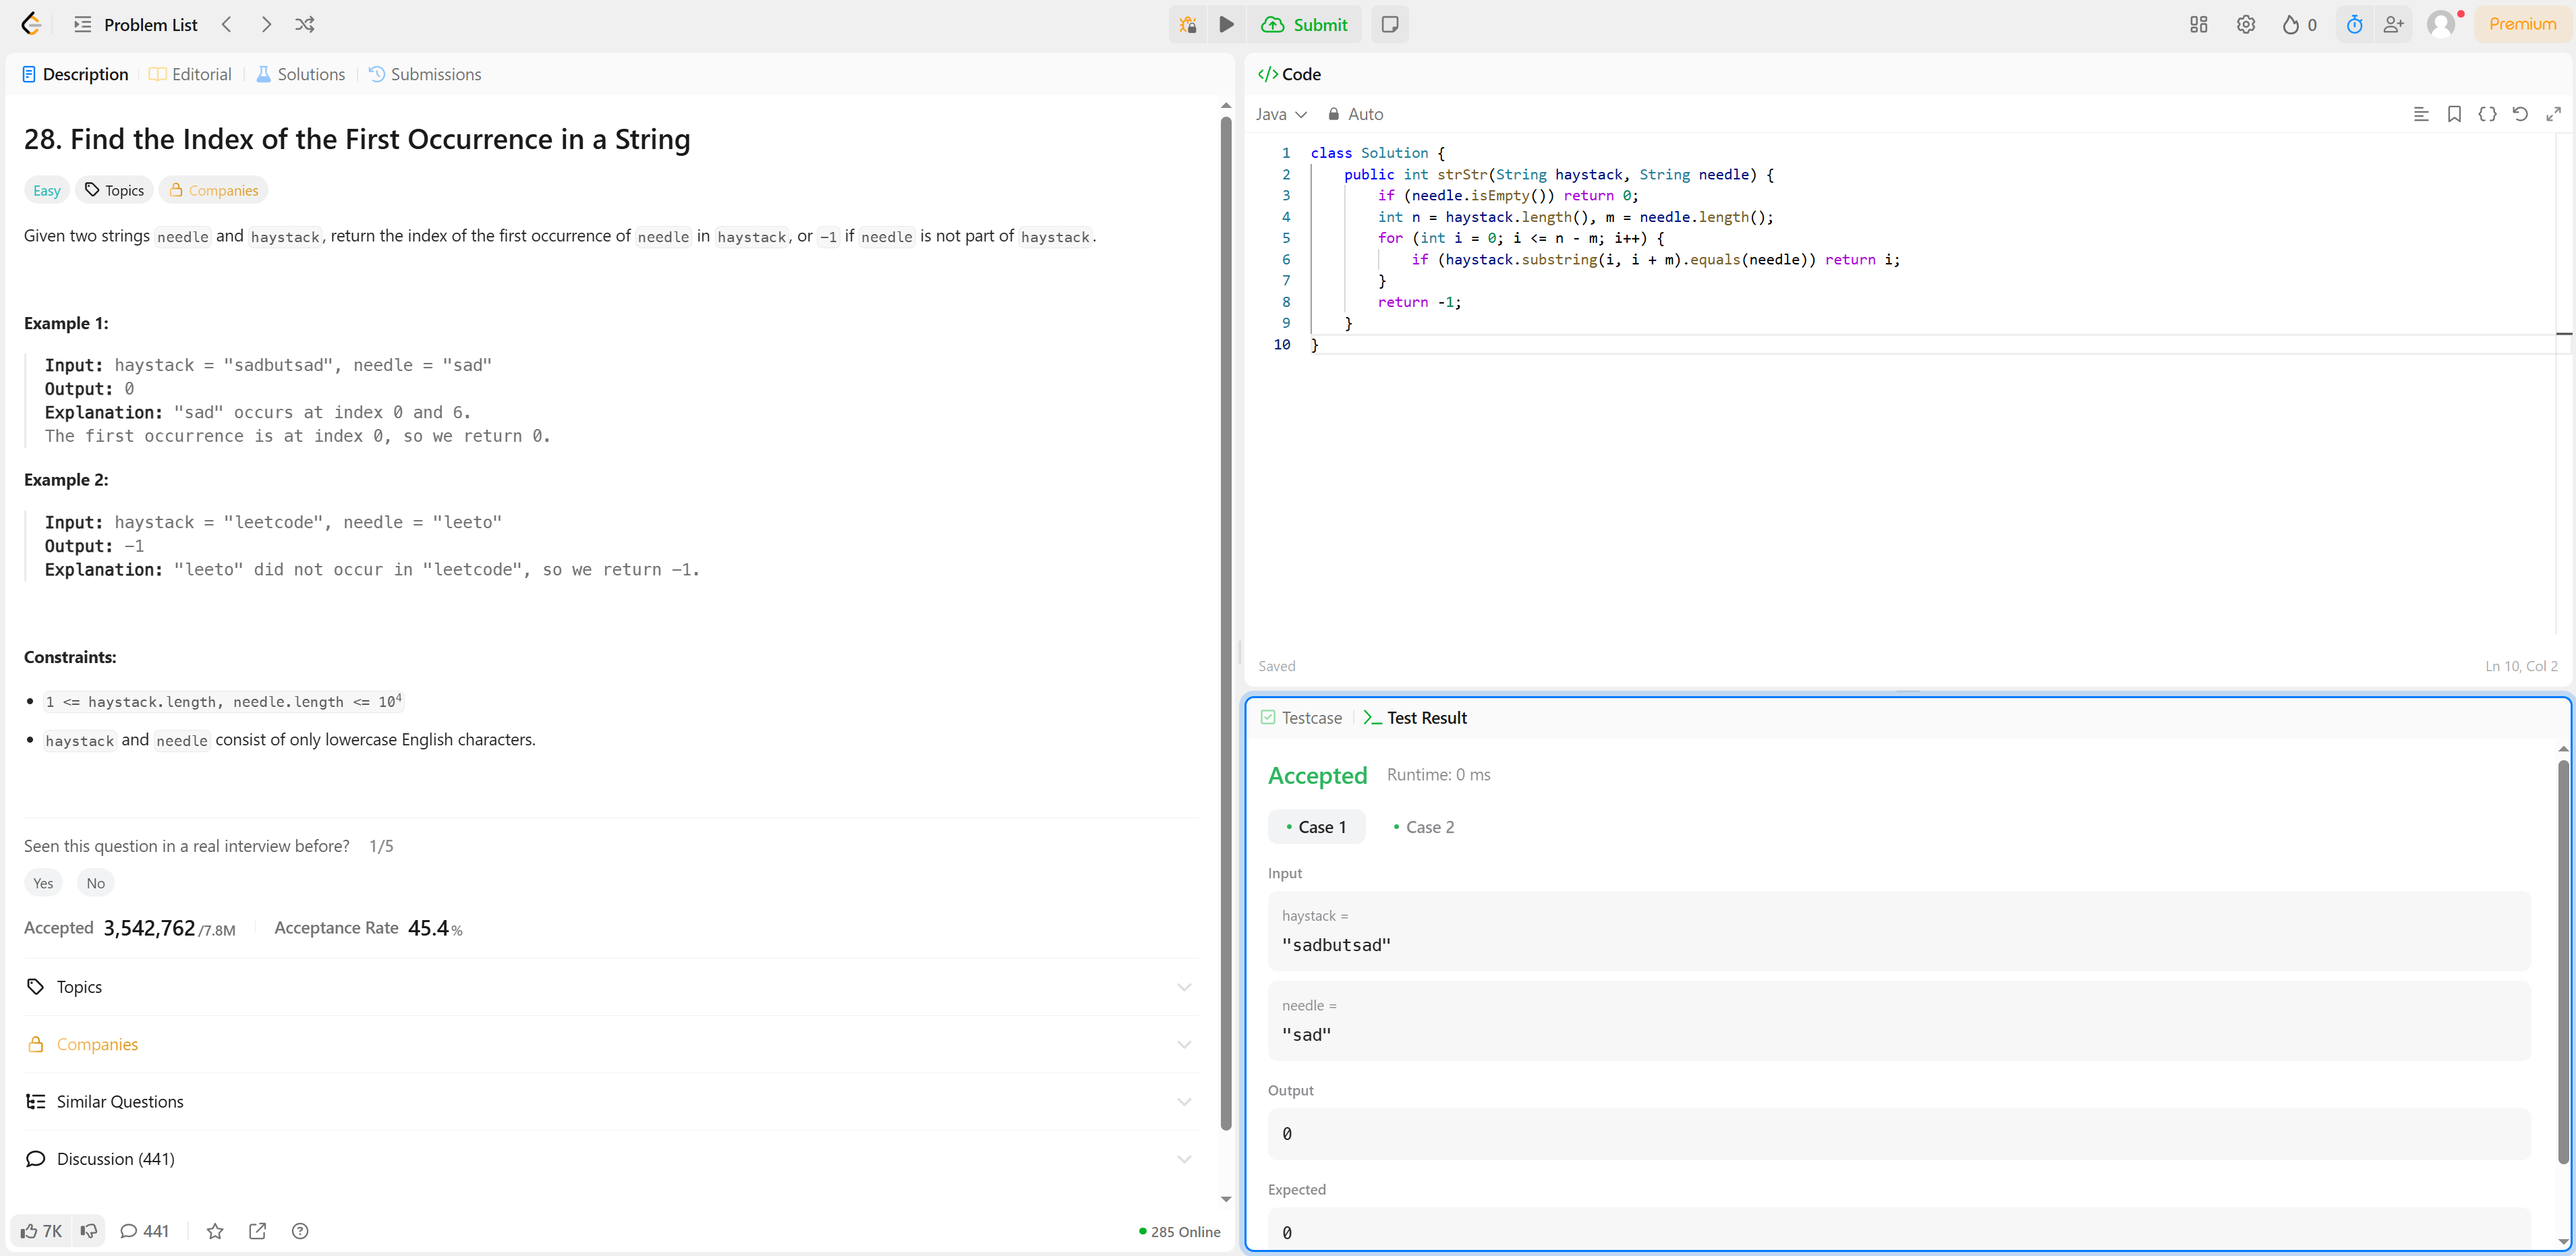 Problem List
Submit
0
Premium
Description
Editorial
Solutions
Submissions
28. Find the Index of the First Occurrence in a String
Easy
Topics
Companies
Given two strings needle and haystack, return the index of the first occurrence of needle in haystack, or -1 if needle is not part of haystack.
Example 1:
Input: haystack = "sadbutsad", needle = "sad"
Output: 0
Explanation: "sad" occurs at index 0 and 6.
The first occurrence is at index 0, so we return 0.
Example 2:
Input: haystack = "leetcode", needle = "leeto"
Output: -1
Explanation: "leeto" did not occur in "leetcode", so we return -1.
Constraints:
• 1 <= haystack.length, needle.length <= 10⁴
• haystack and needle consist of only lowercase English characters.
Seen this question in a real interview before? 1/5
Yes
No
Accepted 3,542,762/7.8M
Acceptance Rate 45.4%
Topics
Companies
Similar Questions
Discussion (441)
7K
441
285 Online
</> Code
Java
Auto
1 class Solution {
2 public int strStr(String haystack, String needle) {
3 if (needle.isEmpty()) return 0;
4 int n = haystack.length(), m = needle.length();
5 for (int i = 0; i <= n - m; i++) {
6 if (haystack.substring(i, i + m).equals(needle)) return i;
7 }
8 return -1;
9 }
10 }
Saved
Ln 10, Col 2
Testcase
Test Result
Accepted
Runtime: 0 ms
• Case 1
• Case 2
Input
haystack =
"sadbutsad"
needle =
"sad"
Output
0
Expected
0